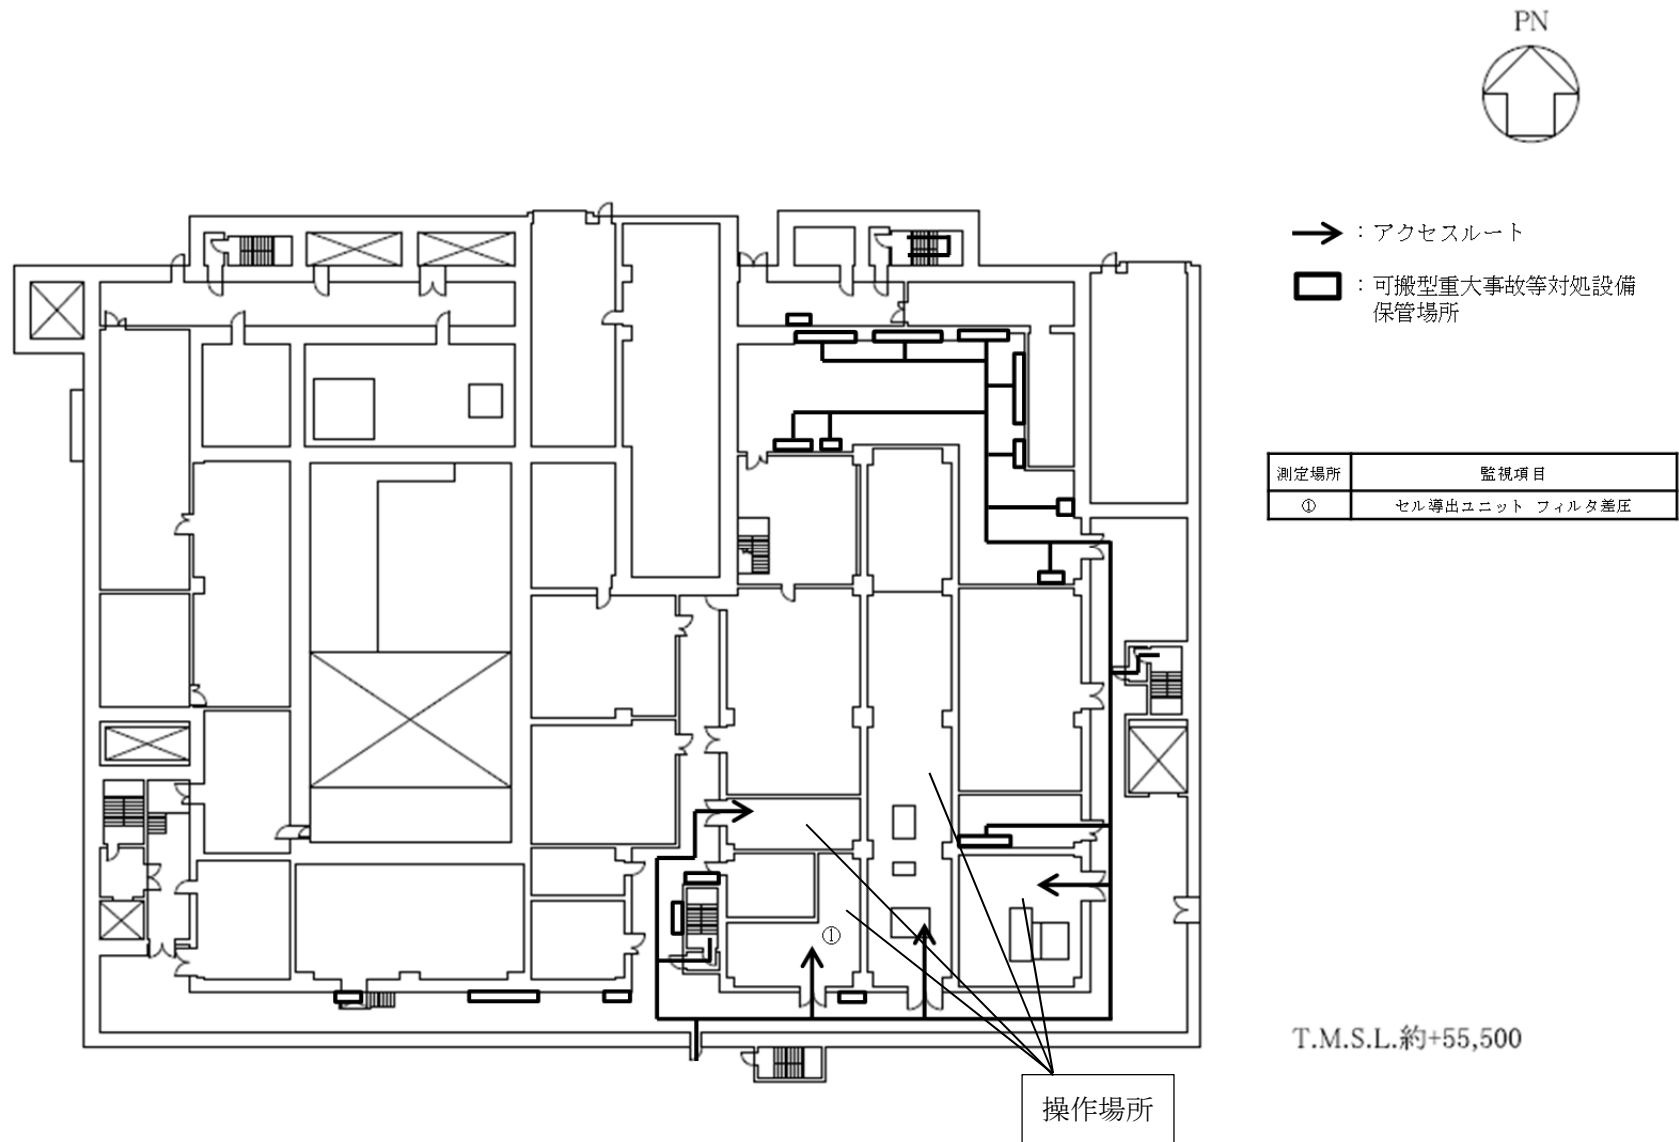 PN
：アクセスルート
：可搬型重大事故等対処設備
保管場所
測定場所 監視項目
① セル導出ユニット フィルタ差圧
①
T.M.S.L.約+55,500
操作場所